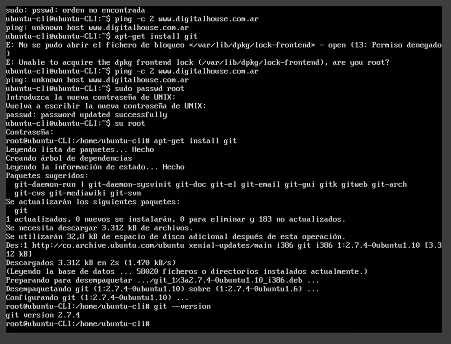 sudo: psswd: orden no encontrada
ubuntu-cli@ubuntu-CLI:~$ ping -c 2 www.digitalhouse.com.ar
ping: unknown host www.digitalhouse.com.ar
ubuntu-cli@ubuntu-CLI:~$ apt-get install git
E: No se pudo abrir el fichero de bloqueo «/var/lib/dpkg/lock-frontend» - open (13: Permiso denegado
)
E: Unable to acquire the dpkg frontend lock (/var/lib/dpkg/lock-frontend), are you root?
ubuntu-cli@ubuntu-CLI:~$ ping -c 2 www.digitalhouse.com.ar
ping: unknown host www.digitalhouse.com.ar
ubuntu-cli@ubuntu-CLI:~$ sudo passwd root
Introduzca la nueva contraseña de UNIX:
Vuelva a escribir la nueva contraseña de UNIX:
passwd: password updated successfully
ubuntu-cli@ubuntu-CLI:~$ su root
Contraseña:
root@ubuntu-CLI:/home/ubuntu-cli# apt-get install git
Leyendo lista de paquetes... Hecho
Creando árbol de dependencias
Leyendo la información de estado... Hecho
Paquetes sugeridos:
git-daemon-run | git-daemon-sysvinit git-doc git-el git-email git-gui gitk gitweb git-arch
git-cvs git-mediawiki git-svn
Se actualizarán los siguientes paquetes:
git
1 actualizados, 0 nuevos se instalarán, 0 para eliminar y 183 no actualizados.
Se necesita descargar 3.312 kB de archivos.
Se utilizarán 32,8 kB de espacio de disco adicional después de esta operación.
Des:1 http://co.archive.ubuntu.com/ubuntu xenial-updates/main i386 git i386 1:2.7.4-0ubuntu1.10 [3.3
12 kB]
Descargados 3.312 kB en 2s (1.470 kB/s)
(Leyendo la base de datos ... 58020 ficheros o directorios instalados actualmente.)
Preparando para desempaquetar .../git_1%3a2.7.4-0ubuntu1.10_i386.deb ...
Desempaquetando git (1:2.7.4-0ubuntu1.10) sobre (1:2.7.4-0ubuntu1.6) ...
Configurando git (1:2.7.4-0ubuntu1.10) ...
root@ubuntu-CLI:/home/ubuntu-cli# git --version
git version 2.7.4
root@ubuntu-CLI:/home/ubuntu-cli#